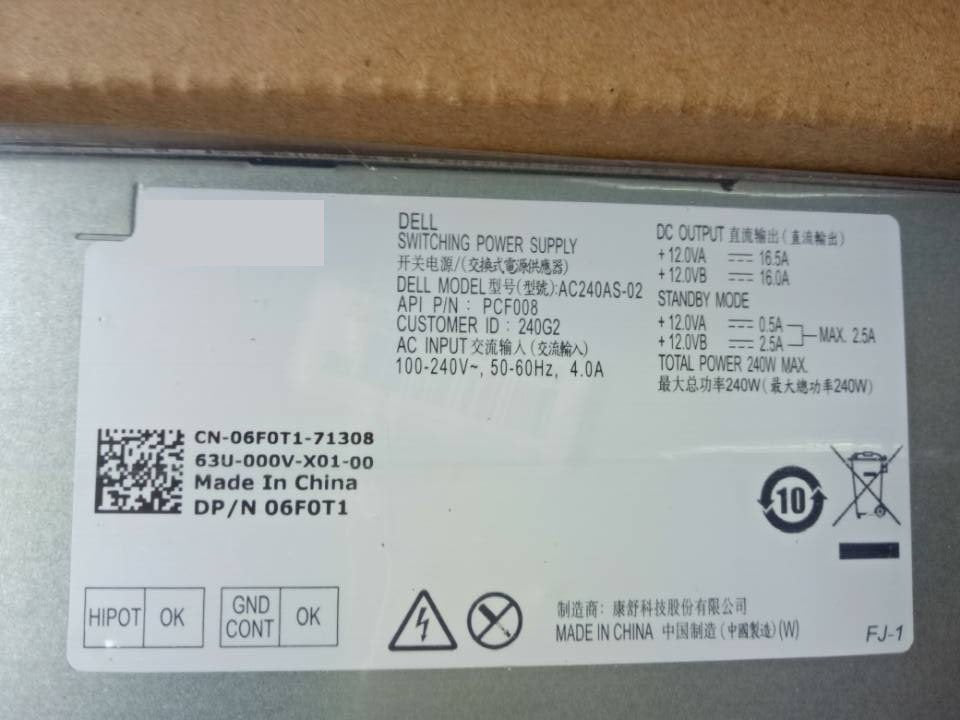 DELL
SWITCHING POWER SUPPLY
开关电源/(交換式電源供應器)
DELL MODEL型号(型號):AC240AS-02
API P/N : PCF008
CUSTOMER ID : 240G2
AC INPUT 交流输入 (交流輸入)
100-240V~, 50-60Hz, 4.0A
DC OUTPUT 直流输出 (直流輸出)
+12.0VA 16.5A
+12.0VB 16.0A
STANDBY MODE
+12.0VA 0.5A
+12.0VB 2.5A
MAX. 2.5A
TOTAL POWER 240W MAX.
最大总功率240W(最大總功率240W)
CN-06F0T1-71308
63U-000V-X01-00
Made In China
DP/N 06F0T1
10
HIPOT OK
GND CONT OK
制造商: 康舒科技股份有限公司
MADE IN CHINA 中国制造 (中國製造) (W)
FJ-1